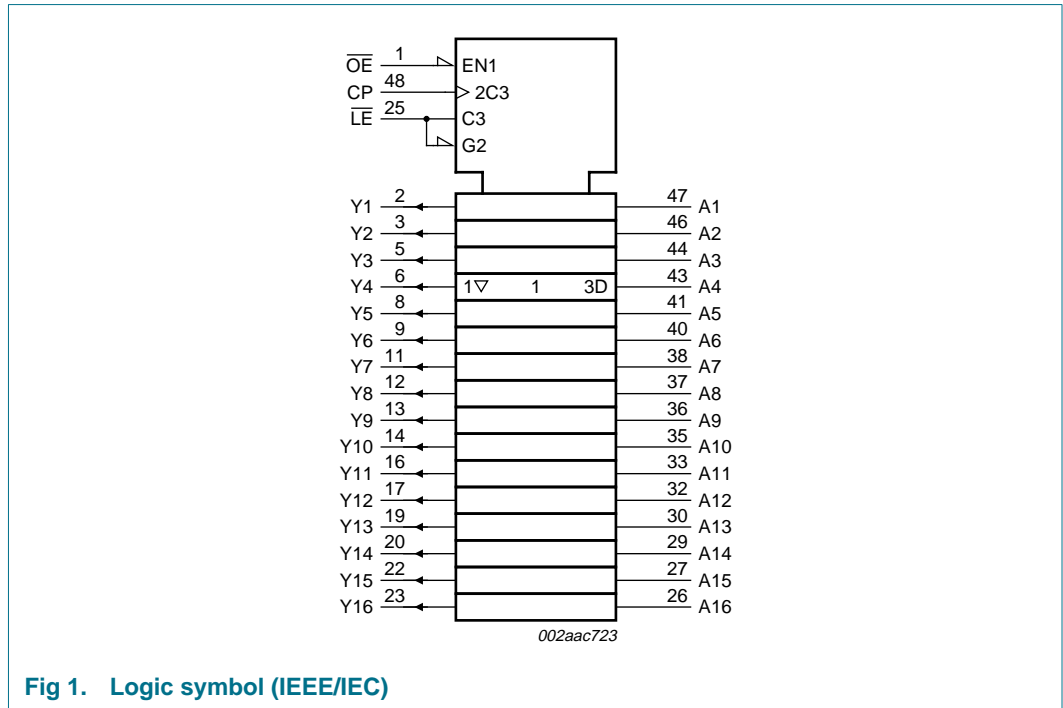 O̅E̅ 1 EN1
CP 48 2C3
L̅E̅ 25 C3
G2
Y1 2 47 A1
Y2 3 46 A2
Y3 5 44 A3
Y4 6 1▽ 1 3D 43 A4
Y5 8 41 A5
Y6 9 40 A6
Y7 11 38 A7
Y8 12 37 A8
Y9 13 36 A9
Y10 14 35 A10
Y11 16 33 A11
Y12 17 32 A12
Y13 19 30 A13
Y14 20 29 A14
Y15 22 27 A15
Y16 23 26 A16
002aac723
Fig 1. Logic symbol (IEEE/IEC)